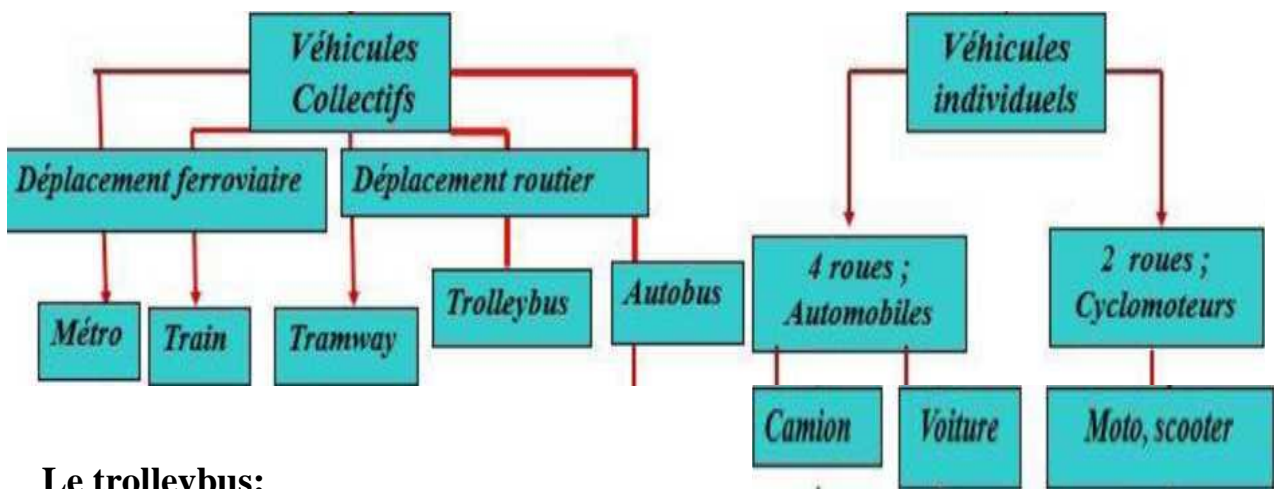 Véhicules
Collectifs
Véhicules
individuels
Déplacement ferroviaire
Déplacement routier
4 roues ;
Automobiles
2 roues ;
Cyclomoteurs
Métro
Train
Tramway
Trolleybus
Autobus
Camion
Voiture
Moto, scooter
Le trolleybus: